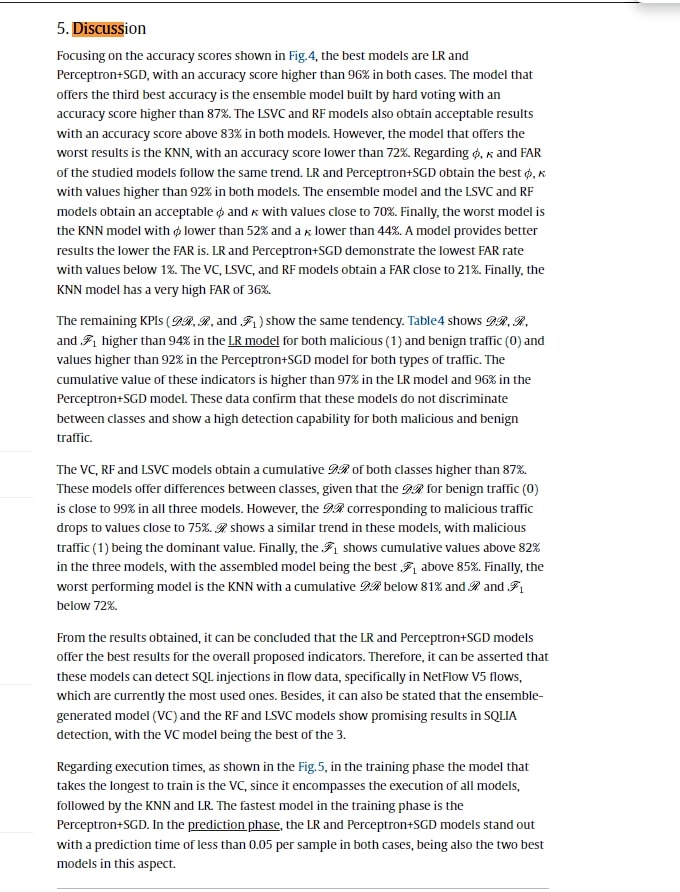 5. Discussion
Focusing on the accuracy scores shown in Fig.4, the best models are LR and
Perceptron+SGD, with an accuracy score higher than 96% in both cases. The model that
offers the third best accuracy is the ensemble model built by hard voting with an
accuracy score higher than 87%. The LSVC and RF models also obtain acceptable results
with an accuracy score above 83% in both models. However, the model that offers the
worst results is the KNN, with an accuracy score lower than 72%. Regarding ϕ, κ and FAR
of the studied models follow the same trend. LR and Perceptron+SGD obtain the best ϕ, κ
with values higher than 92% in both models. The ensemble model and the LSVC and RF
models obtain an acceptable ϕ and κ with values close to 70%. Finally, the worst model is
the KNN model with ϕ lower than 52% and a κ lower than 44%. A model provides better
results the lower the FAR is. LR and Perceptron+SGD demonstrate the lowest FAR rate
with values below 1%. The VC, LSVC, and RF models obtain a FAR close to 21%. Finally, the
KNN model has a very high FAR of 36%.
The remaining KPIs (𝒟ℛ, ℛ, and ℱ₁) show the same tendency. Table4 shows 𝒟ℛ, ℛ,
and ℱ₁ higher than 94% in the LR model for both malicious (1) and benign traffic (0) and
values higher than 92% in the Perceptron+SGD model for both types of traffic. The
cumulative value of these indicators is higher than 97% in the LR model and 96% in the
Perceptron+SGD model. These data confirm that these models do not discriminate
between classes and show a high detection capability for both malicious and benign
traffic.
The VC, RF and LSVC models obtain a cumulative 𝒟ℛ of both classes higher than 87%.
These models offer differences between classes, given that the 𝒟ℛ for benign traffic (0)
is close to 99% in all three models. However, the 𝒟ℛ corresponding to malicious traffic
drops to values close to 75%. ℛ shows a similar trend in these models, with malicious
traffic (1) being the dominant value. Finally, the ℱ₁ shows cumulative values above 82%
in the three models, with the assembled model being the best ℱ₁ above 85%. Finally, the
worst performing model is the KNN with a cumulative 𝒟ℛ below 81% and ℛ and ℱ₁
below 72%.
From the results obtained, it can be concluded that the LR and Perceptron+SGD models
offer the best results for the overall proposed indicators. Therefore, it can be asserted that
these models can detect SQL injections in flow data, specifically in NetFlow V5 flows,
which are currently the most used ones. Besides, it can also be stated that the ensemble-
generated model (VC) and the RF and LSVC models show promising results in SQLIA
detection, with the VC model being the best of the 3.
Regarding execution times, as shown in the Fig.5, in the training phase the model that
takes the longest to train is the VC, since it encompasses the execution of all models,
followed by the KNN and LR. The fastest model in the training phase is the
Perceptron+SGD. In the prediction phase, the LR and Perceptron+SGD models stand out
with a prediction time of less than 0.05 per sample in both cases, being also the two best
models in this aspect.